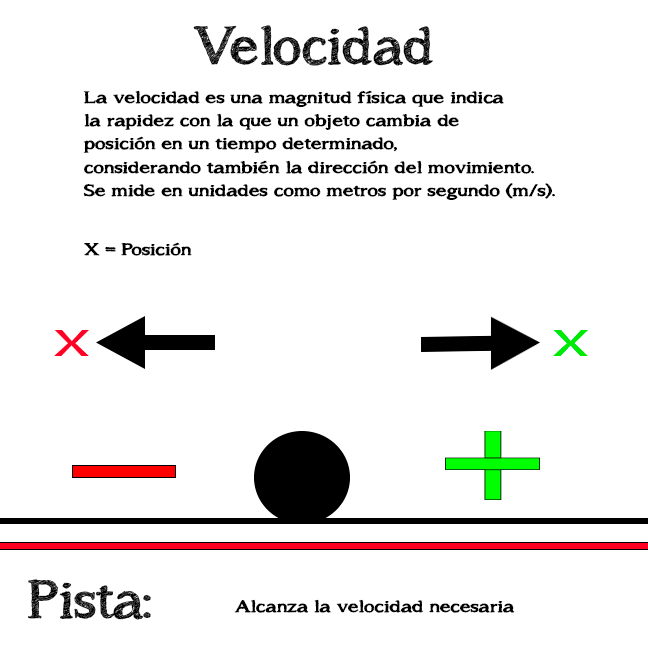 Velocidad
La velocidad es una magnitud física que indica
la rapidez con la que un objeto cambia de
posición en un tiempo determinado,
considerando también la dirección del movimiento.
Se mide en unidades como metros por segundo (m/s).
X = Posición
X X
Pista: Alcanza la velocidad necesaria